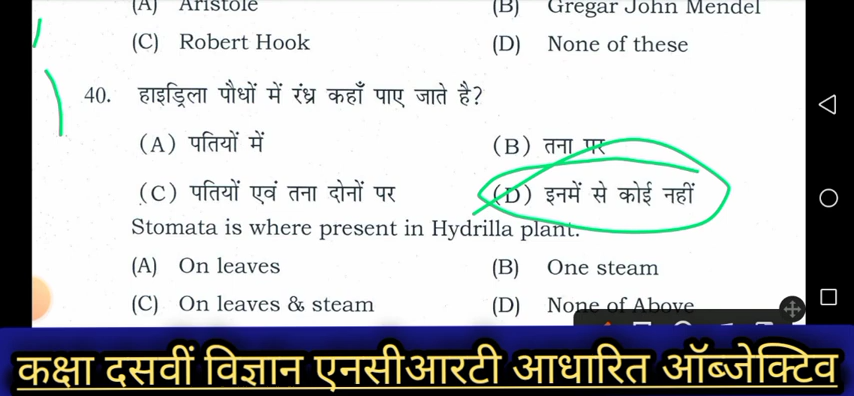 (A) Aristole (B) Gregar John Mendel
(C) Robert Hook (D) None of these
40. हाइड्रिला पौधों में रंध्र कहाँ पाए जाते है?
(A) पतियों में (B) तना पर
(C) पतियों एवं तना दोनों पर (D) इनमें से कोई नहीं
Stomata is where present in Hydrilla plant.
(A) On leaves (B) One steam
(C) On leaves & steam (D) None of Above
कक्षा दसवीं विज्ञान एनसीआरटी आधारित ऑब्जेक्टिव